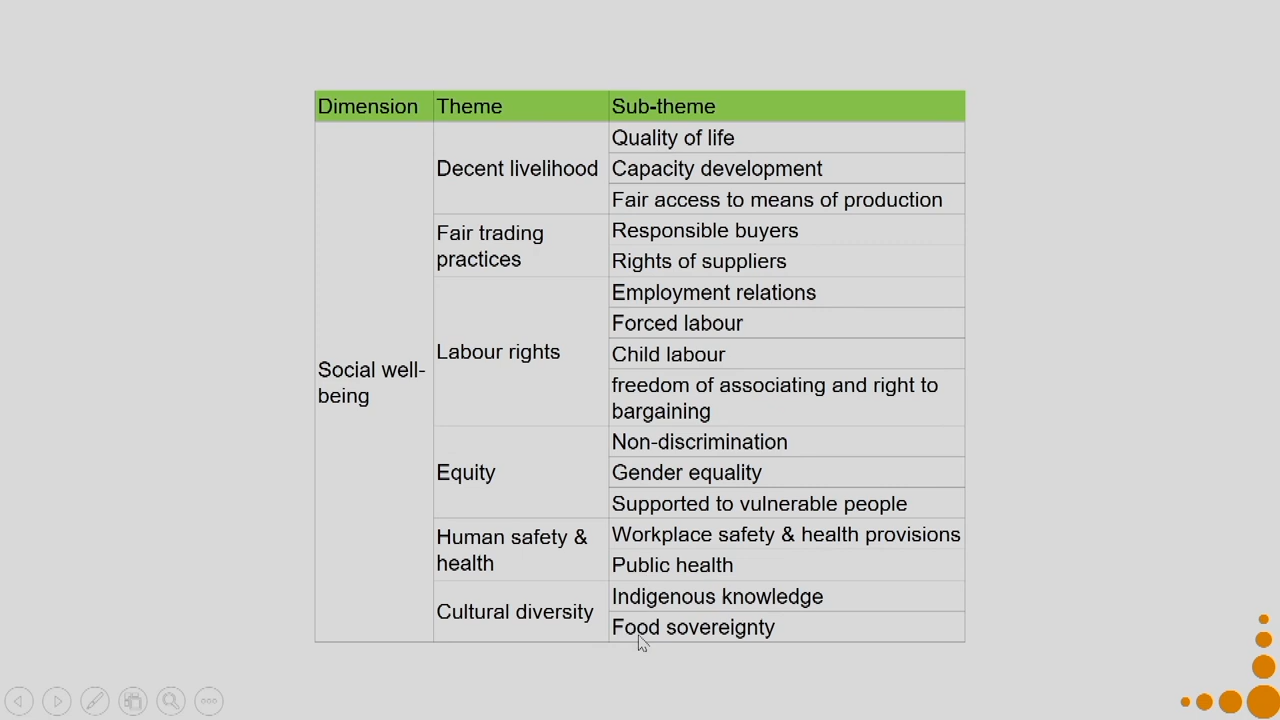 Dimension Theme Sub-theme
Social well-
being
Decent livelihood
Quality of life
Capacity development
Fair access to means of production
Fair trading
practices
Responsible buyers
Rights of suppliers
Labour rights
Employment relations
Forced labour
Child labour
freedom of associating and right to
bargaining
Equity
Non-discrimination
Gender equality
Supported to vulnerable people
Human safety &
health
Workplace safety & health provisions
Public health
Cultural diversity
Indigenous knowledge
Food sovereignty